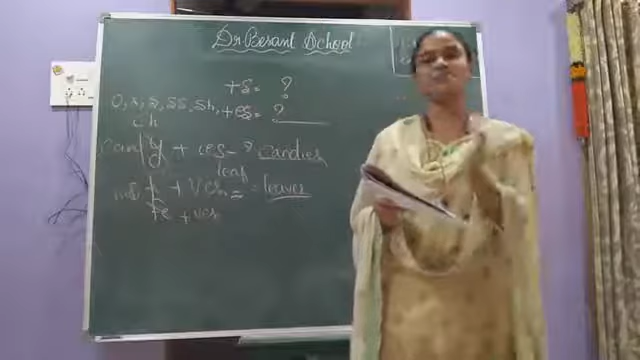 Dr Besant School
+s = ?
O, x, s, ss, sh, +es = ?
ch
candy + ies = ? candies
leaf
f + ves = leaves
fe + ves